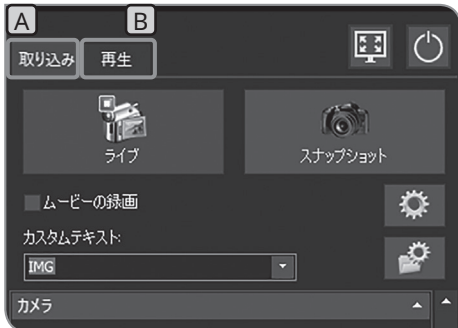 A B
取り込み 再生
ライブ スナップショット
ムービーの録画
カスタムテキスト:
IMG
カメラ